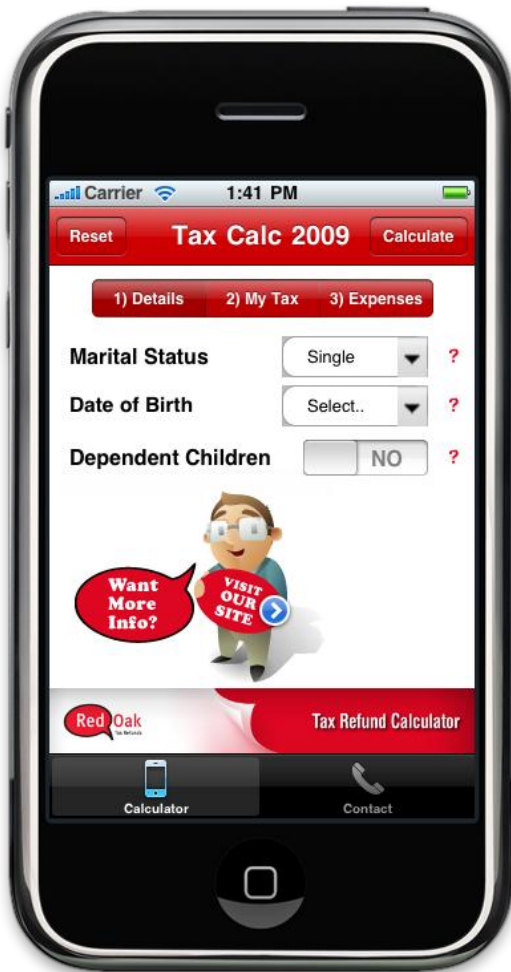 Carrier 1:41 PM
Reset Tax Calc 2009 Calculate
1) Details 2) My Tax 3) Expenses
Marital Status Single ?
Date of Birth Select.. ?
Dependent Children NO ?
Want
More
Info?
VISIT
OUR
SITE
Red Oak
Tax Refunds
Tax Refund Calculator
Calculator Contact